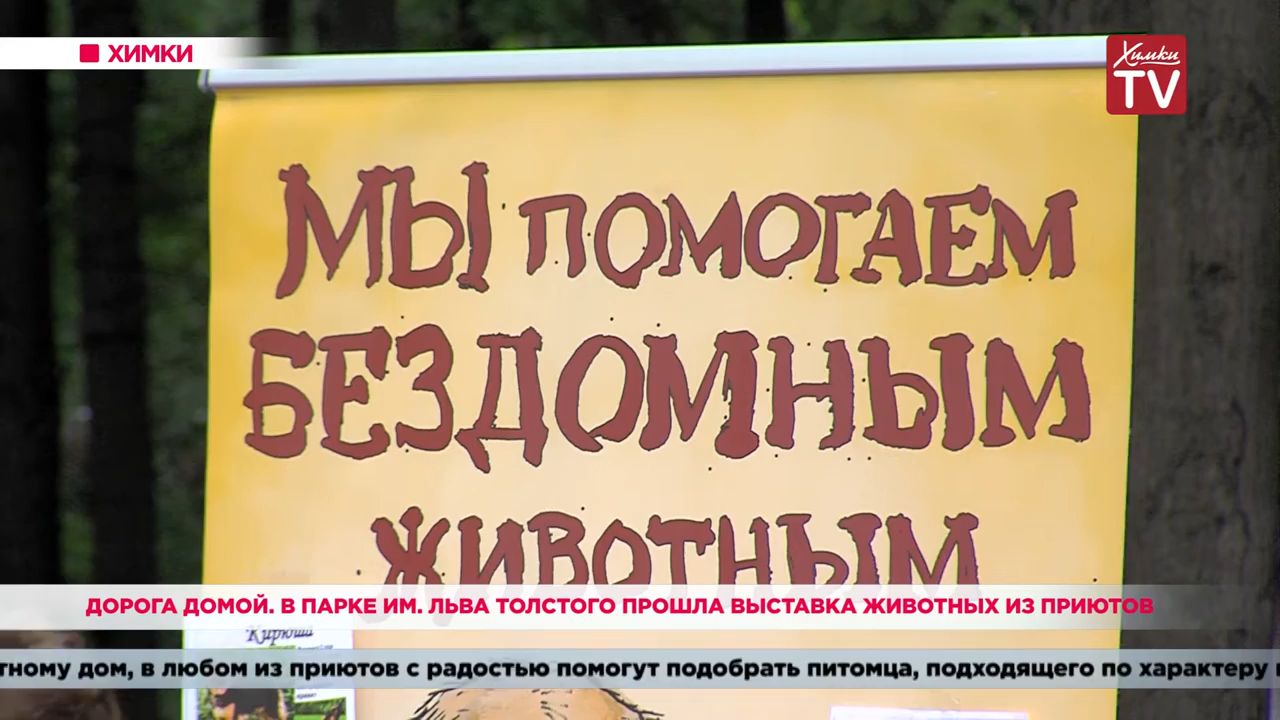 ХИМКИ
Химки
TV
МЫ ПОМОГАЕМ
БЕЗДОМНЫМ
ЖИВОТНЫМ
ДОРОГА ДОМОЙ. В ПАРКЕ ИМ. ЛЬВА ТОЛСТОГО ПРОШЛА ВЫСТАВКА ЖИВОТНЫХ ИЗ ПРИЮТОВ
Кирюша
дом, в любом из приютов с радостью помогут подобрать питомца, подходящего по характеру